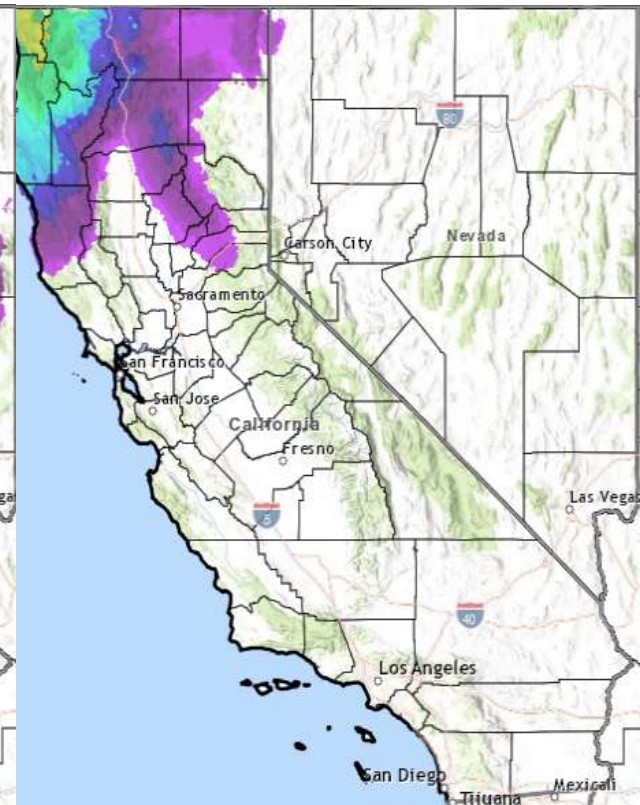 80
Carson City
Nevada
Sacramento
San Francisco
San Jose
California
Fresno
5
Las Vegas
40
Los Angeles
San Diego
Tijuana
Mexicali